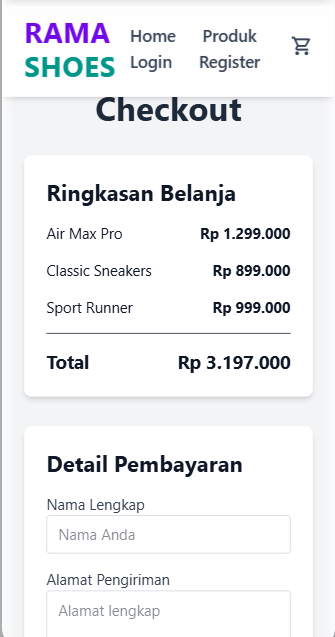 RAMA SHOES
Home Produk
Login Register
Checkout
Ringkasan Belanja
Air Max Pro Rp 1.299.000
Classic Sneakers Rp 899.000
Sport Runner Rp 999.000
Total Rp 3.197.000
Detail Pembayaran
Nama Lengkap
Nama Anda
Alamat Pengiriman
Alamat lengkap